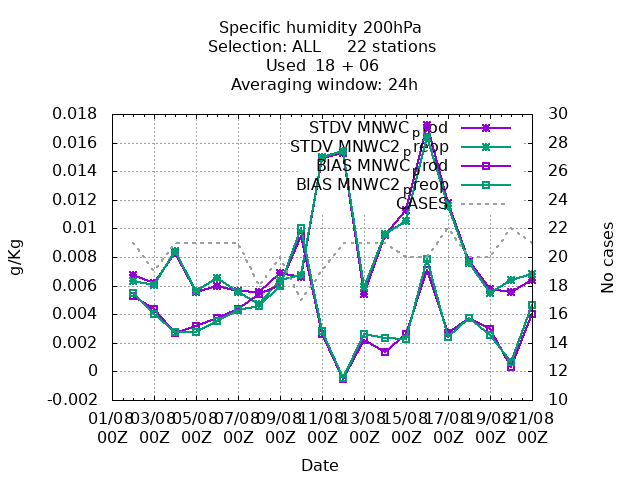 Specific humidity 200hPa
Selection: ALL 22 stations
Used 18 + 06
Averaging window: 24h
0.018
0.016
0.014
0.012
0.01
0.008
0.006
0.004
0.002
0
-0.002
g/Kg
30
28
26
24
22
20
18
16
14
12
10
No cases
STDV MNWC_prod
STDV MNWC2_preop
BIAS MNWC_prod
BIAS MNWC2_preop
CASES
01/08 03/08 05/08 07/08 09/08 11/08 13/08 15/08 17/08 19/08 21/08
00Z 00Z 00Z 00Z 00Z 00Z 00Z 00Z 00Z 00Z 00Z
Date